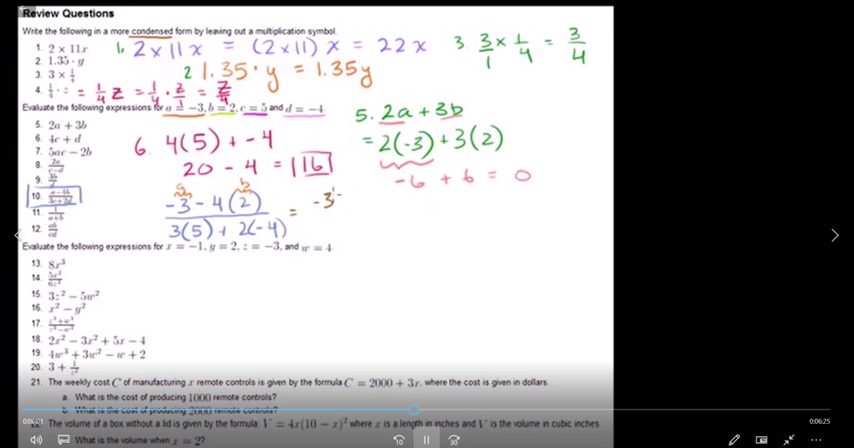 Review Questions
Write the following in a more condensed form by leaving out a multiplication symbol.
1. 2 × 11x
2. 1.35 · y
3. 3 × 1/4
4. 1/4 · z
1. 2 × 11 x = (2 × 11) x = 22 x
2 1.35 · y = 1.35y
3 3/1 × 1/4 = 3/4
= 1/4 z = 1/4 · z/1 = z/4
Evaluate the following expressions for a = −3, b = 2, c = 5 and d = −4
5. 2a + 3b
6. 4c + d
7. 5ac − 2b
8. 2a/c−d
9. 3b/d
10. a−4b/3c+2d
11. 1/a+b
12. ab/cd
5. 2a + 3b
= 2(-3) + 3(2)
-6 + 6 = 0
6. 4(5) + -4
20 - 4 = 16
a b
-3 - 4(2)
3(5) + 2(-4)
= -3 -
Evaluate the following expressions for x = −1, y = 2, z = −3, and w = 4
13. 8x³
14. 5x²/6z³
15. 3z² − 5w²
16. x² − y²
17. z³+w³/z³−w³
18. 2x² − 3x² + 5x − 4
19. 4w³ + 3w² − w + 2
20. 3 + 1/z²
21. The weekly cost C of manufacturing x remote controls is given by the formula C = 2000 + 3x, where the cost is given in dollars.
a. What is the cost of producing 1000 remote controls?
b. What is the cost of producing 2000 remote controls?
The volume of a box without a lid is given by the formula V = 4x(10 − x)² where x is a length in inches and V is the volume in cubic inches.
What is the volume when x = 2?
0:06:01
0:06:25
10
30